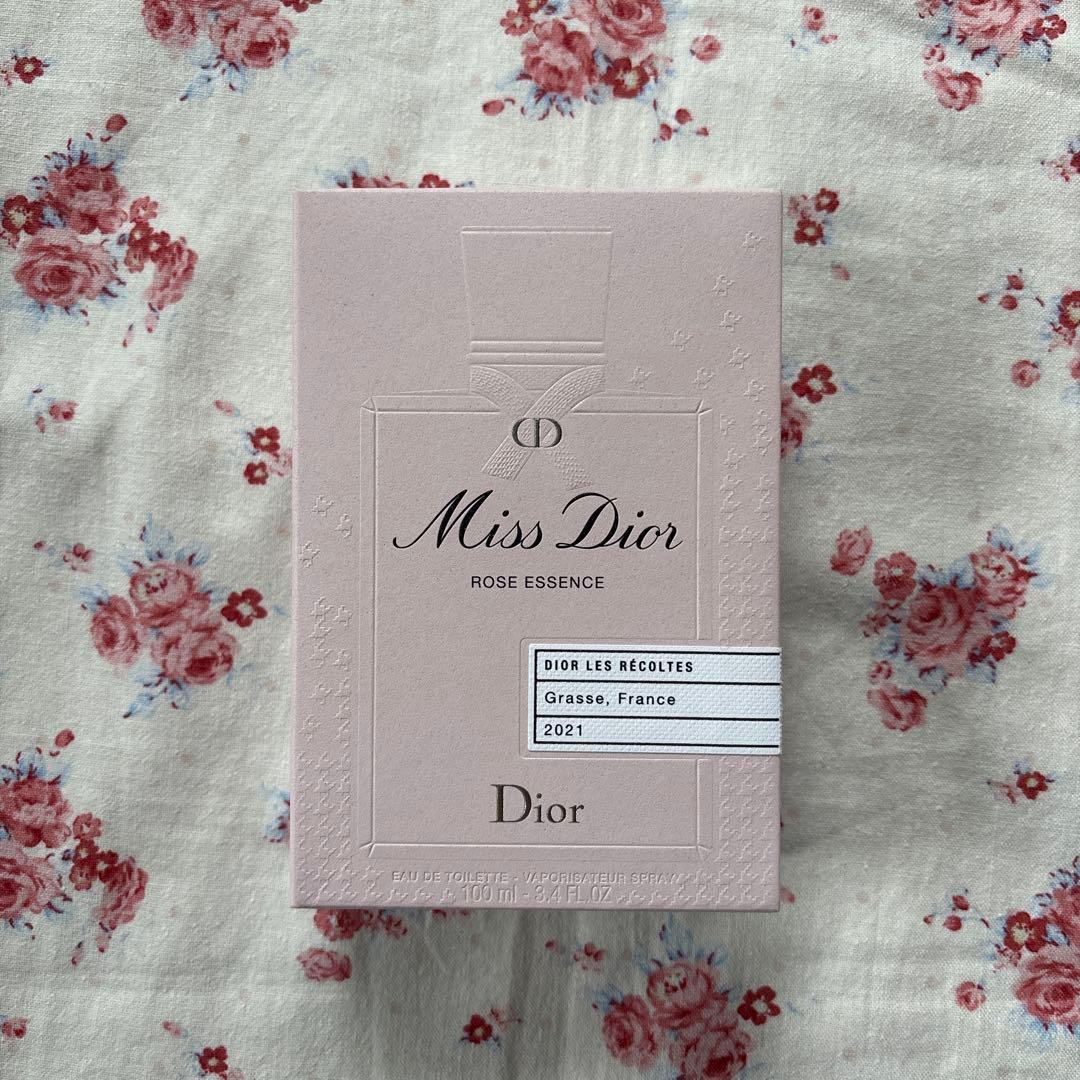 CD
Miss Dior
ROSE ESSENCE
DIOR LES RÉCOLTES
Grasse, France
2021
Dior
EAU DE TOILETTE - VAPORISATEUR SPRAY
100 ml - 3,4 FL.OZ